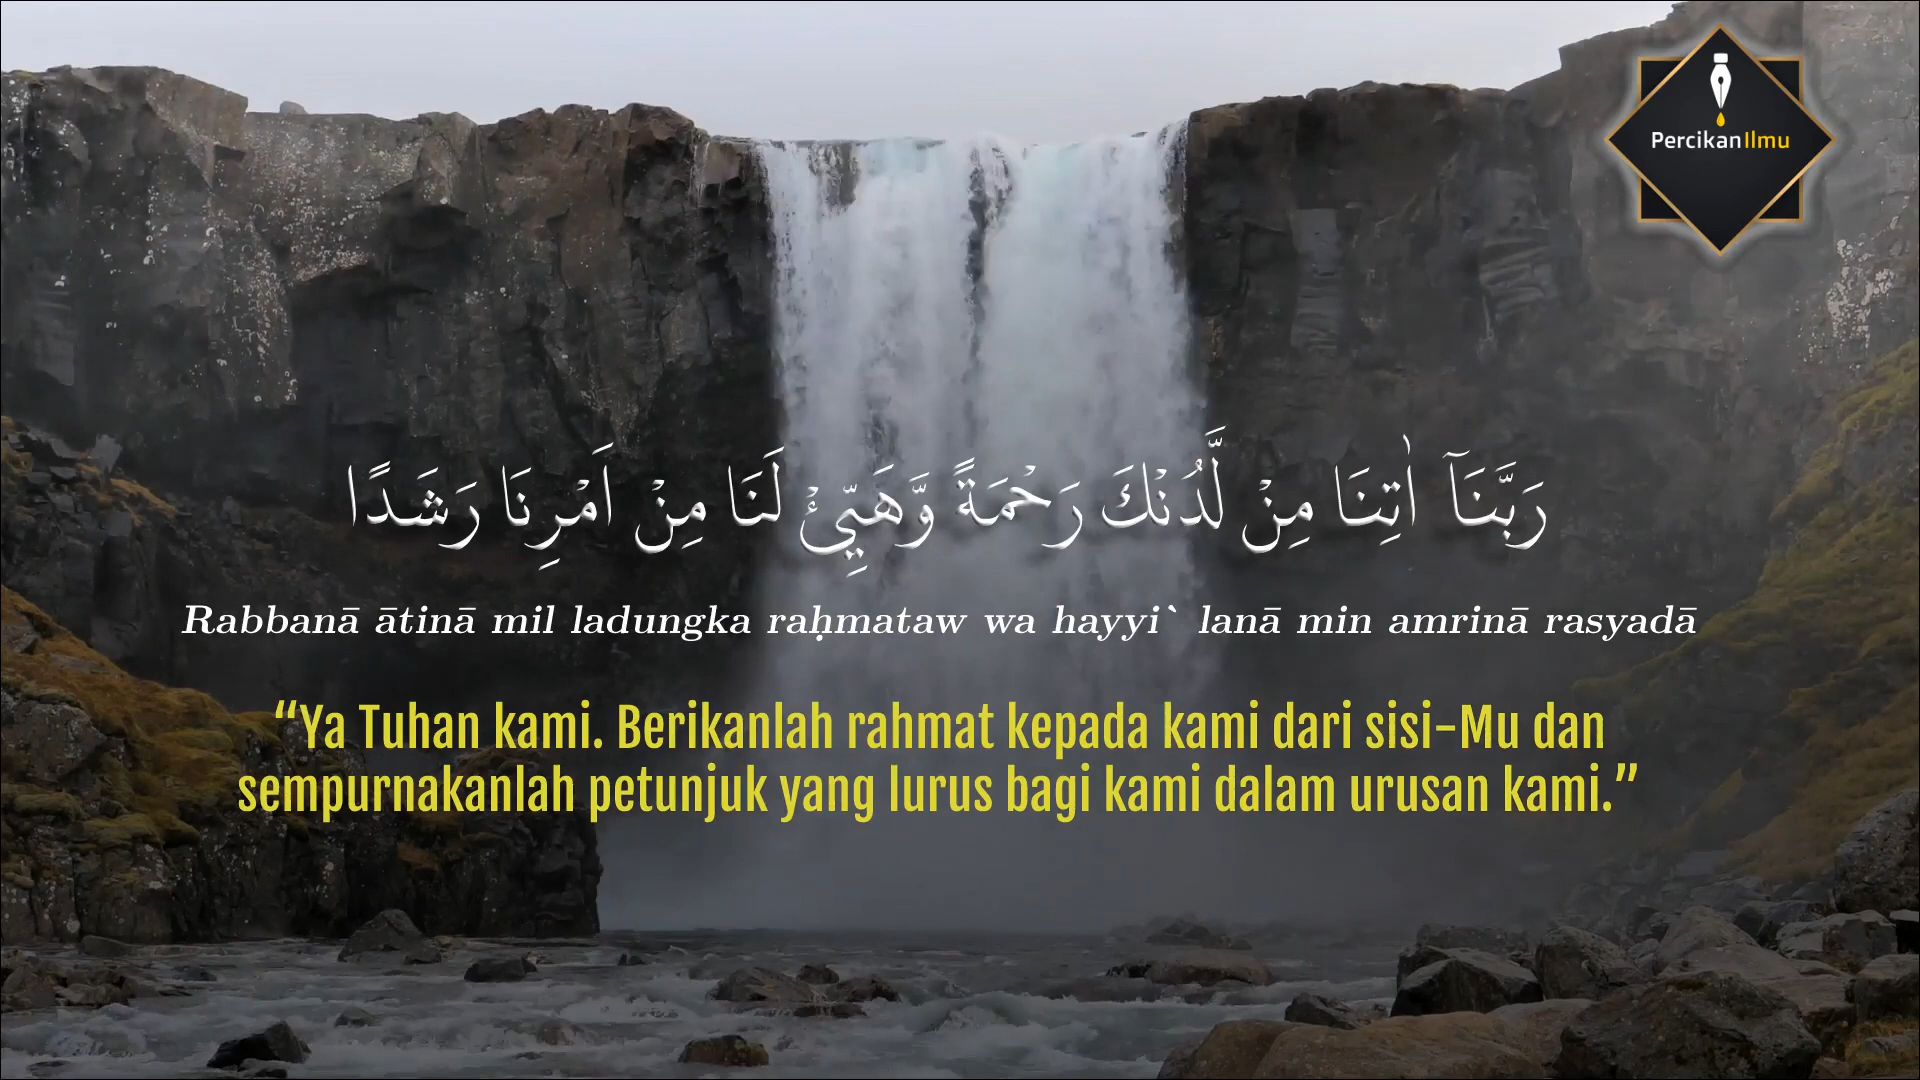 PercikanIlmu
رَبَّنَآ اٰتِنَا مِنْ لَّدُنْكَ رَحْمَةً وَّهَيِّئْ لَنَا مِنْ اَمْرِنَا رَشَدًا
Rabbanā ātinā mil ladungka raḥmataw wa hayyi` lanā min amrinā rasyadā
“Ya Tuhan kami. Berikanlah rahmat kepada kami dari sisi-Mu dan
sempurnakanlah petunjuk yang lurus bagi kami dalam urusan kami.”